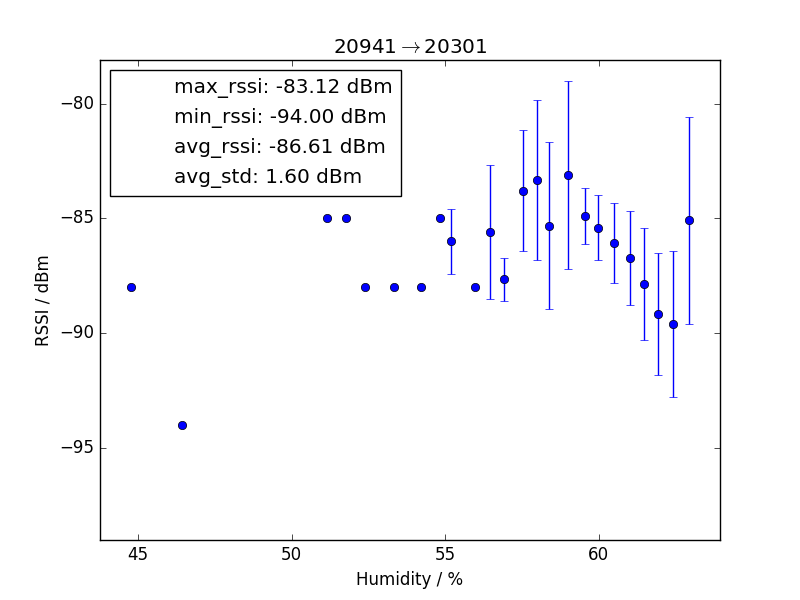 20941→20301
max_rssi: -83.12 dBm
min_rssi: -94.00 dBm
avg_rssi: -86.61 dBm
avg_std: 1.60 dBm
RSSI / dBm
−80
−85
−90
−95
45 50 55 60
Humidity / %